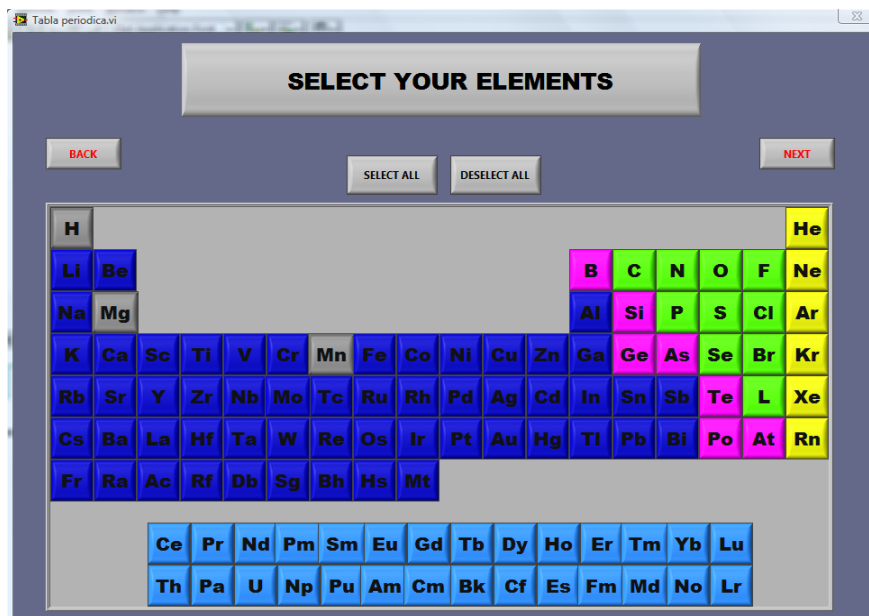 Tabla periodica.vi
SELECT YOUR ELEMENTS
BACK
NEXT
SELECT ALL
DESELECT ALL
H He
Li Be B C N O F Ne
Na Mg Al Si P S Cl Ar
K Ca Sc Ti V Cr Mn Fe Co Ni Cu Zn Ga Ge As Se Br Kr
Rb Sr Y Zr Nb Mo Tc Ru Rh Pd Ag Cd In Sn Sb Te L Xe
Cs Ba La Hf Ta W Re Os Ir Pt Au Hg Tl Pb Bi Po At Rn
Fr Ra Ac Rf Db Sg Bh Hs Mt
Ce Pr Nd Pm Sm Eu Gd Tb Dy Ho Er Tm Yb Lu
Th Pa U Np Pu Am Cm Bk Cf Es Fm Md No Lr